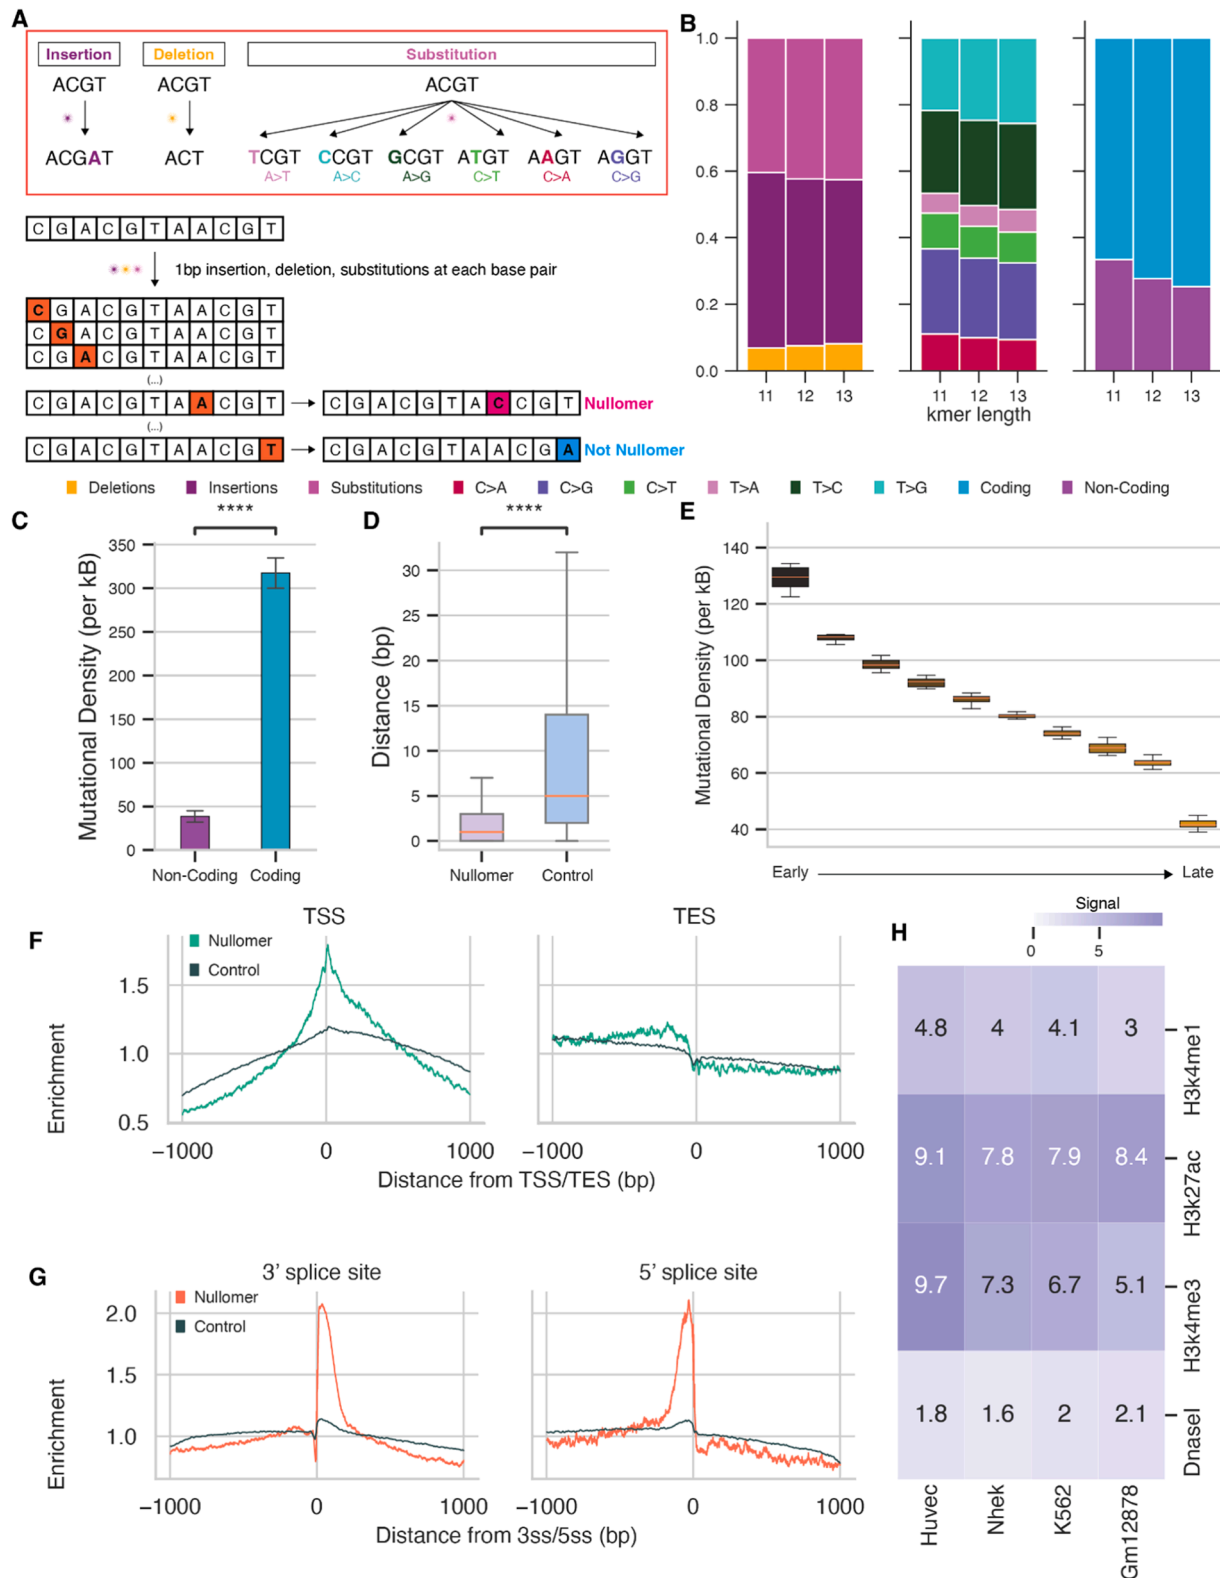 A
Insertion
Deletion
Substitution
ACGT
ACGT
ACGT
ACGAT
ACT
TCGT
CCGT
GCGT
ATGT
AAGT
AGGT
A>T
A>C
A>G
C>T
C>A
C>G
C G A C G T A A C G T
1bp insertion, deletion, substitutions at each base pair
C G A C G T A A C G T
C G A C G T A A C G T
C G A C G T A A C G T
(...)
C G A C G T A A C G T
C G A C G T A C C G T
Nullomer
(...)
C G A C G T A A C G T
C G A C G T A A C G A
Not Nullomer
B
1.0
0.8
0.6
0.4
0.2
0.0
11 12 13
11 12 13
11 12 13
kmer length
Deletions
Insertions
Substitutions
C>A
C>G
C>T
T>A
T>C
T>G
Coding
Non-Coding
C
****
Mutational Density (per kB)
350
300
250
200
150
100
50
0
Non-Coding
Coding
D
****
Distance (bp)
30
25
20
15
10
5
0
Nullomer
Control
E
Mutational Density (per kB)
140
120
100
80
60
40
Early
Late
F
TSS
TES
Nullomer
Control
Enrichment
1.5
1.0
0.5
−1000 0 1000
−1000 0 1000
Distance from TSS/TES (bp)
G
3' splice site
5' splice site
Nullomer
Control
Enrichment
2.0
1.5
1.0
−1000 0 1000
−1000 0 1000
Distance from 3ss/5ss (bp)
H
Signal
0 5
4.8 4 4.1 3
H3k4me1
9.1 7.8 7.9 8.4
H3k27ac
9.7 7.3 6.7 5.1
H3k4me3
1.8 1.6 2 2.1
DnaseI
Huvec
Nhek
K562
Gm12878